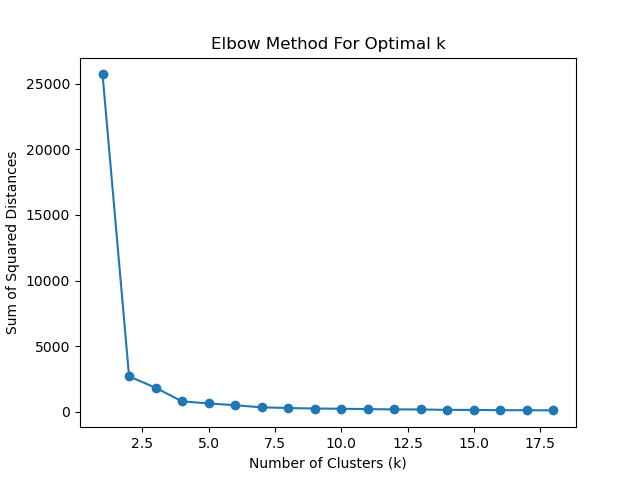 Elbow Method For Optimal k
25000
20000
15000
10000
5000
0
Sum of Squared Distances
2.5 5.0 7.5 10.0 12.5 15.0 17.5
Number of Clusters (k)